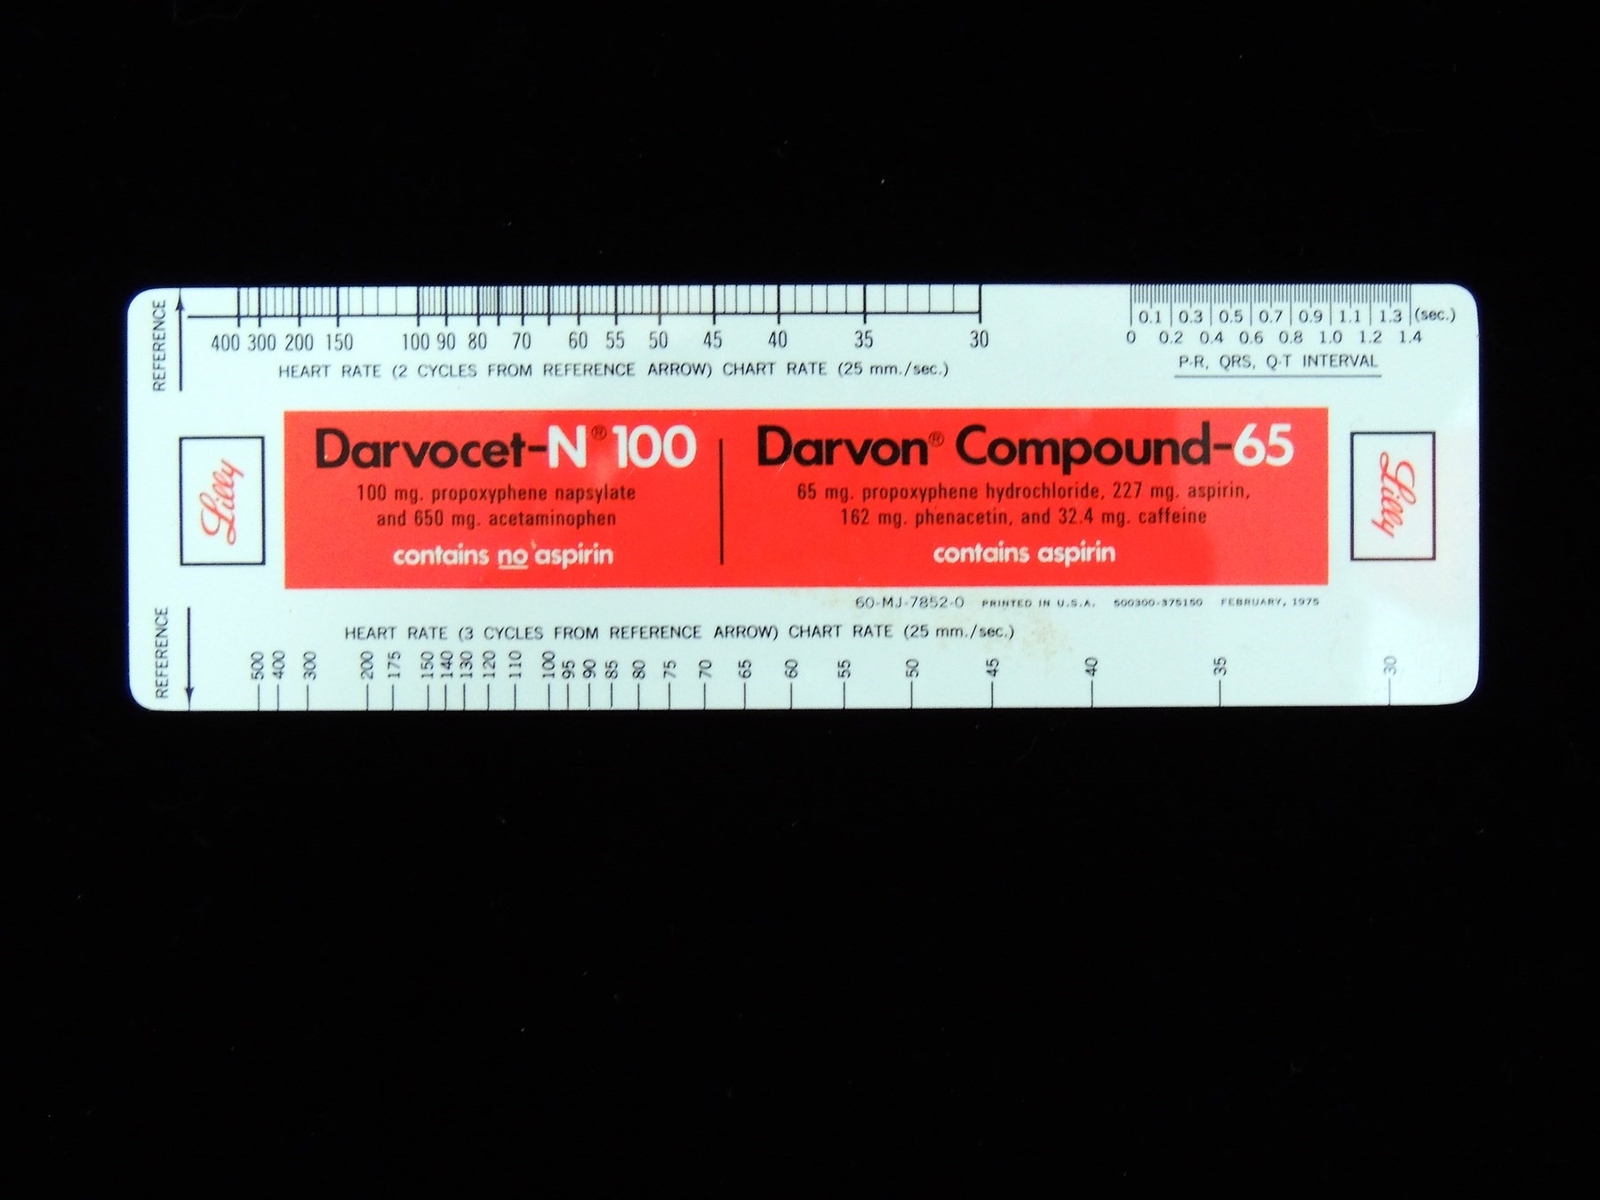 REFERENCE
400 300 200 150 100 90 80 70 60 55 50 45 40 35 30
HEART RATE (2 CYCLES FROM REFERENCE ARROW) CHART RATE (25 mm./sec.)
0.1 0.3 0.5 0.7 0.9 1.1 1.3 (sec.)
0 0.2 0.4 0.6 0.8 1.0 1.2 1.4
P-R, QRS, Q-T INTERVAL
Lilly
Darvocet-N® 100
100 mg. propoxyphene napsylate
and 650 mg. acetaminophen
contains no aspirin
Darvon® Compound-65
65 mg. propoxyphene hydrochloride, 227 mg. aspirin,
162 mg. phenacetin, and 32.4 mg. caffeine
contains aspirin
Lilly
60-MJ-7852-0 PRINTED IN U.S.A. 500300-375150 FEBRUARY, 1975
REFERENCE
HEART RATE (3 CYCLES FROM REFERENCE ARROW) CHART RATE (25 mm./sec.)
500 400 300 200 175 150 140 130 120 110 100 95 90 85 80 75 70 65 60 55 50 45 40 35 30